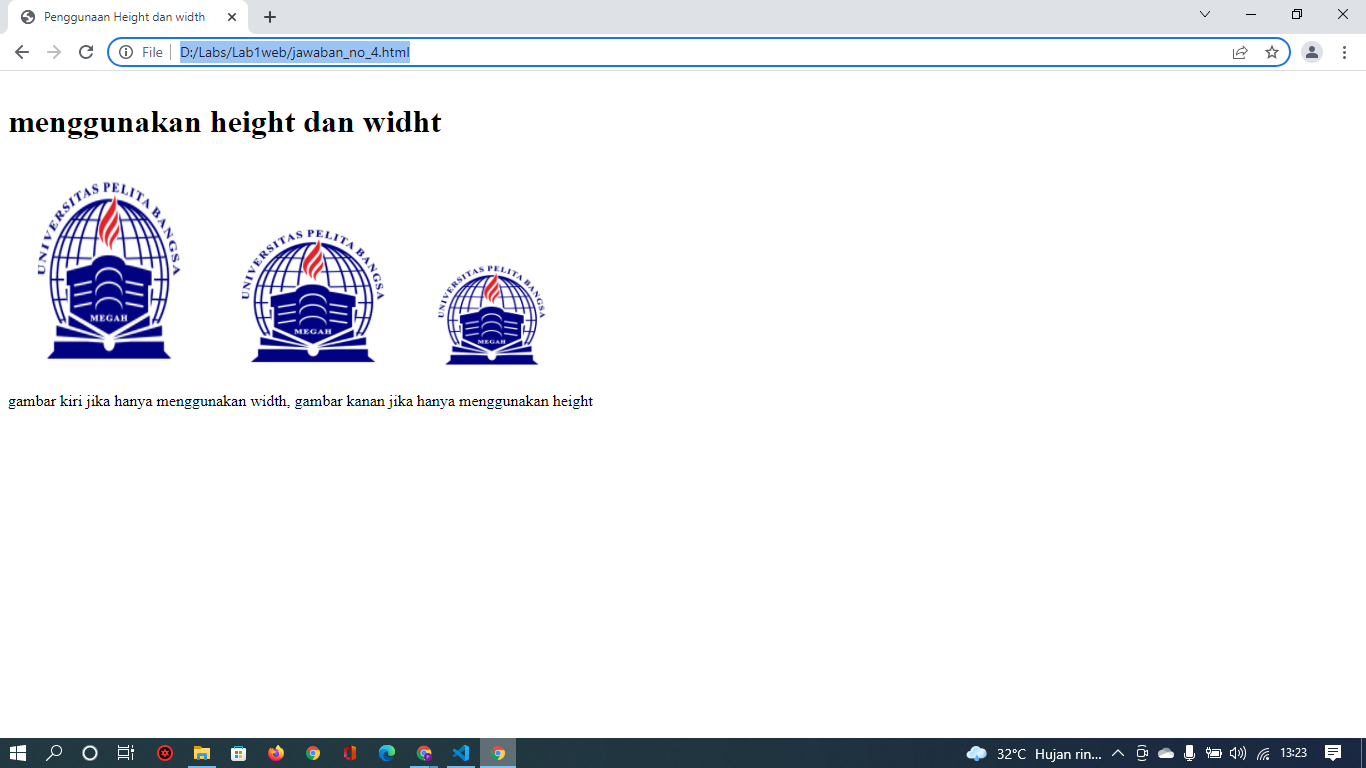 Penggunaan Height dan width
File D:/Labs/Lab1web/jawaban_no_4.html
menggunakan height dan widht
UNIVERSITAS PELITA BANGSA
MEGAH
UNIVERSITAS PELITA BANGSA
MEGAH
UNIVERSITAS PELITA BANGSA
MEGAH
gambar kiri jika hanya menggunakan width, gambar kanan jika hanya menggunakan height
32°C Hujan rin... 13:23